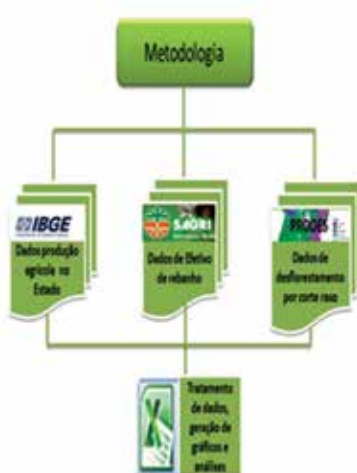 Metodologia
IBGE
Dados produção
agrícola no
Estado
SAGRI
Dados de Efetivo
de rebanho
PRODES
Dados de
desflorestamento
por corte raso
Tratamento
de dados,
geração de
gráficos e
análises